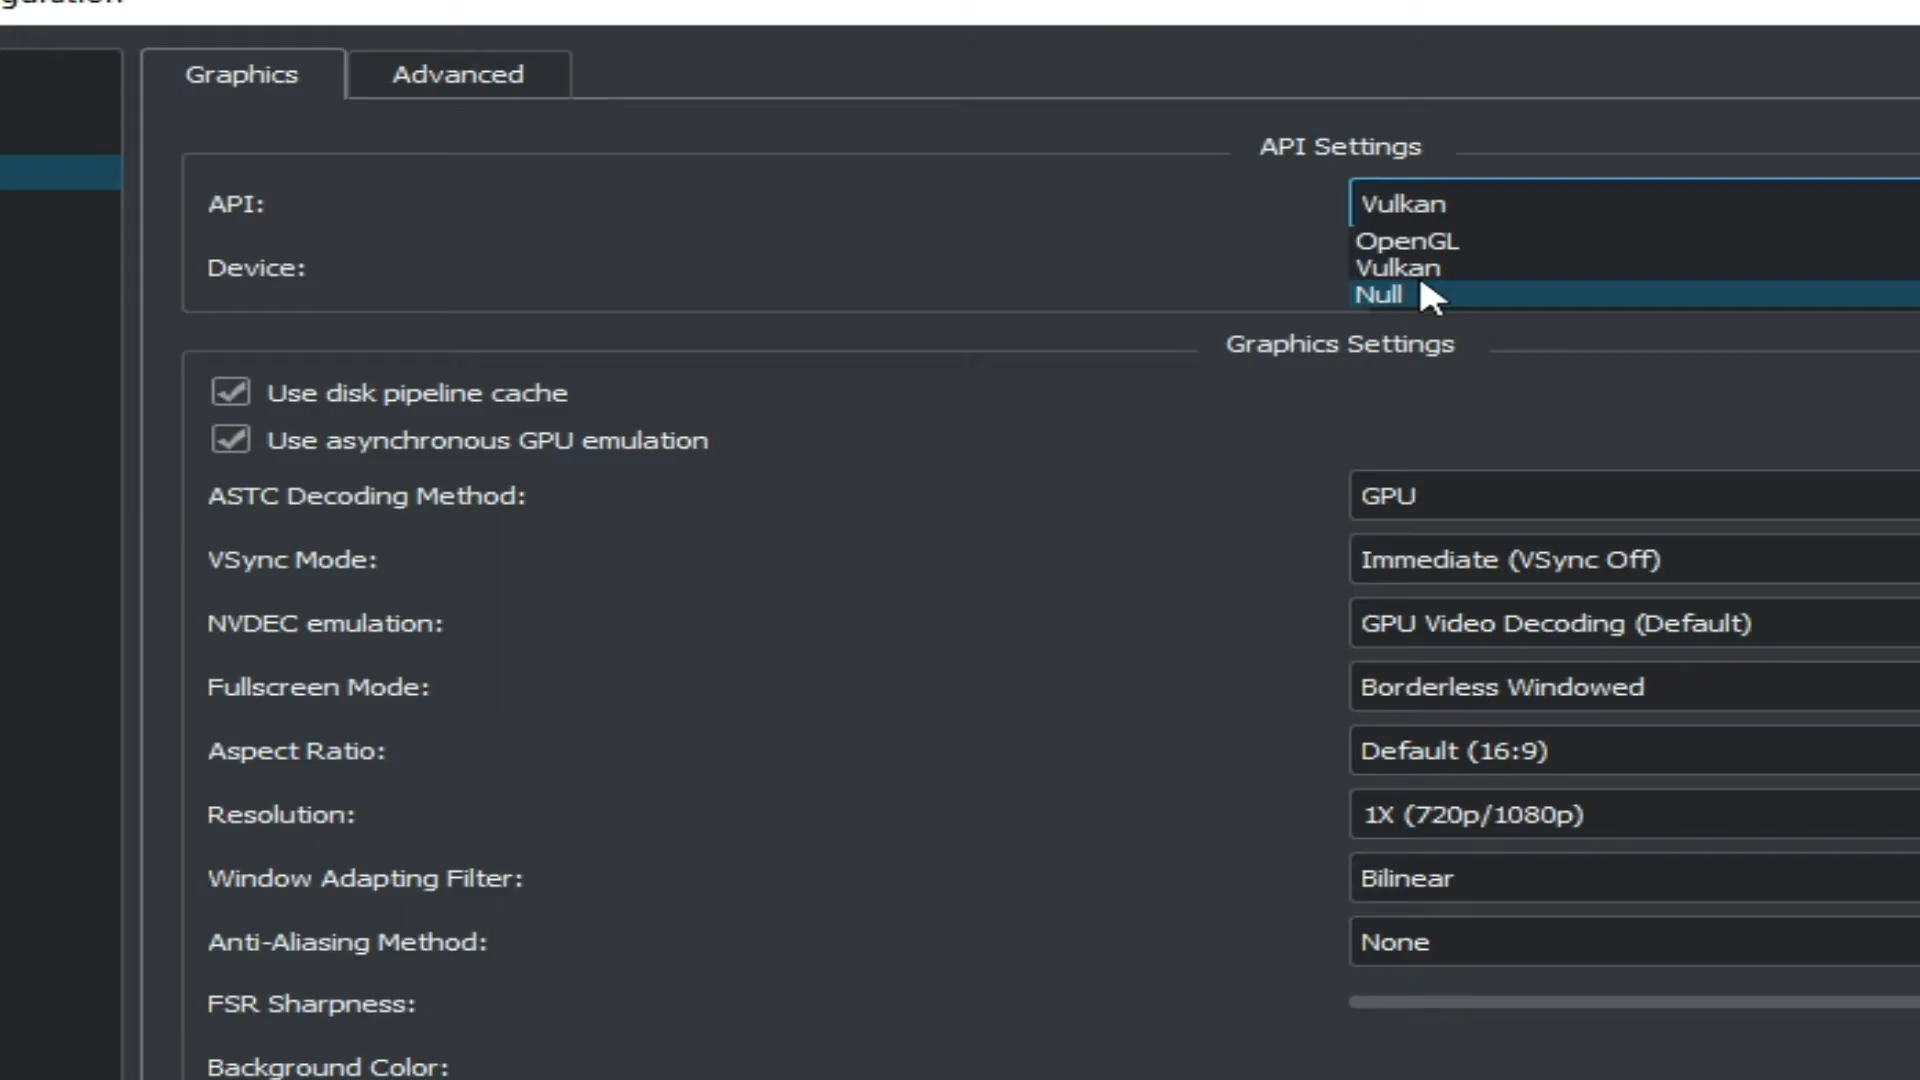 Graphics Advanced
API Settings
API: Vulkan
OpenGL
Device: Vulkan
Null
Graphics Settings
Use disk pipeline cache
Use asynchronous GPU emulation
ASTC Decoding Method: GPU
VSync Mode: Immediate (VSync Off)
NVDEC emulation: GPU Video Decoding (Default)
Fullscreen Mode: Borderless Windowed
Aspect Ratio: Default (16:9)
Resolution: 1X (720p/1080p)
Window Adapting Filter: Bilinear
Anti-Aliasing Method: None
FSR Sharpness:
Background Color: